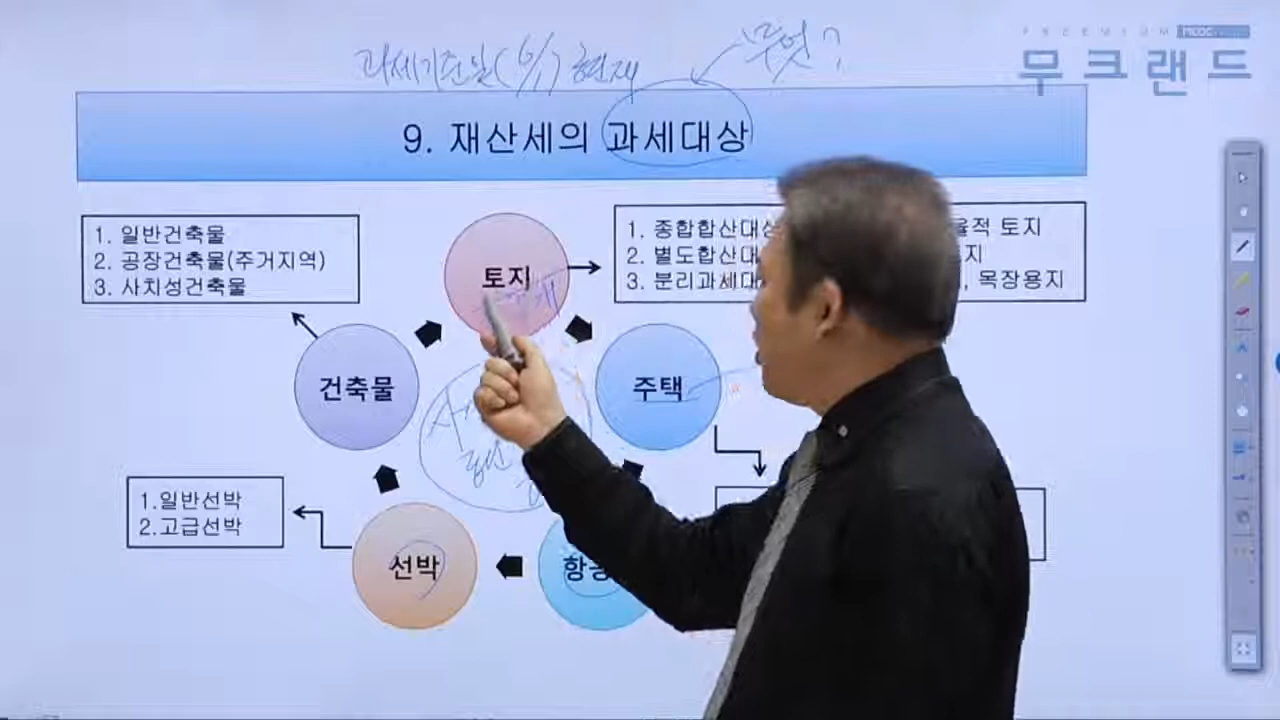 과세기준일(6/1) 현재
무엇?
PREEMIUM MOOC
무크랜드
9. 재산세의 과세대상
1. 일반건축물
2. 공장건축물(주거지역)
3. 사치성건축물
토지
1. 종합합산대상 토지
2. 별도합산대 지
3. 분리과세대 , 목장용지
건축물
주택
1.일반선박
2.고급선박
선박
항공